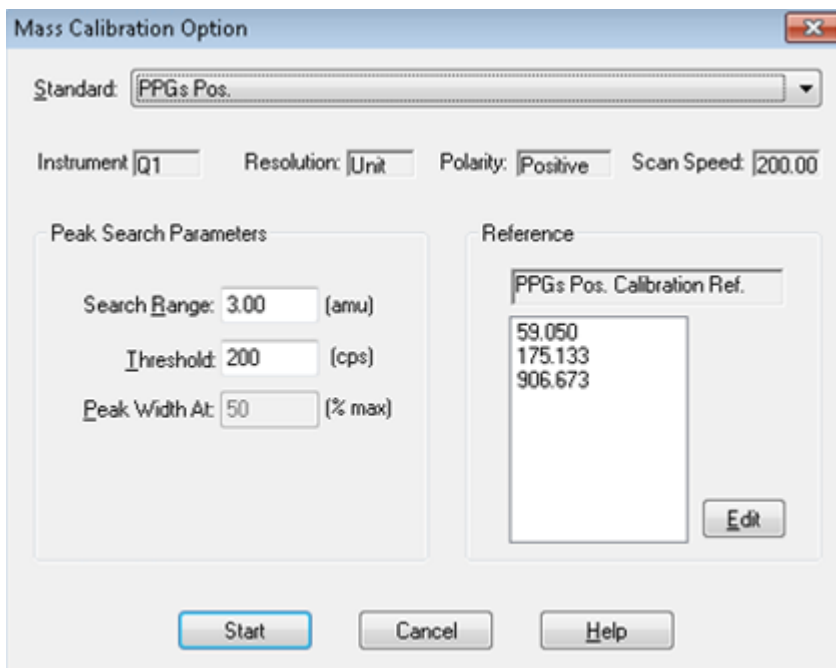 Mass Calibration Option
Standard: PPGs Pos.
Instrument Q1 Resolution: Unit Polarity: Positive Scan Speed: 200.00
Peak Search Parameters
Search Range: 3.00 (amu)
Threshold: 200 (cps)
Peak Width At: 50 (% max)
Reference
PPGs Pos. Calibration Ref.
59.050
175.133
906.673
Edit
Start Cancel Help